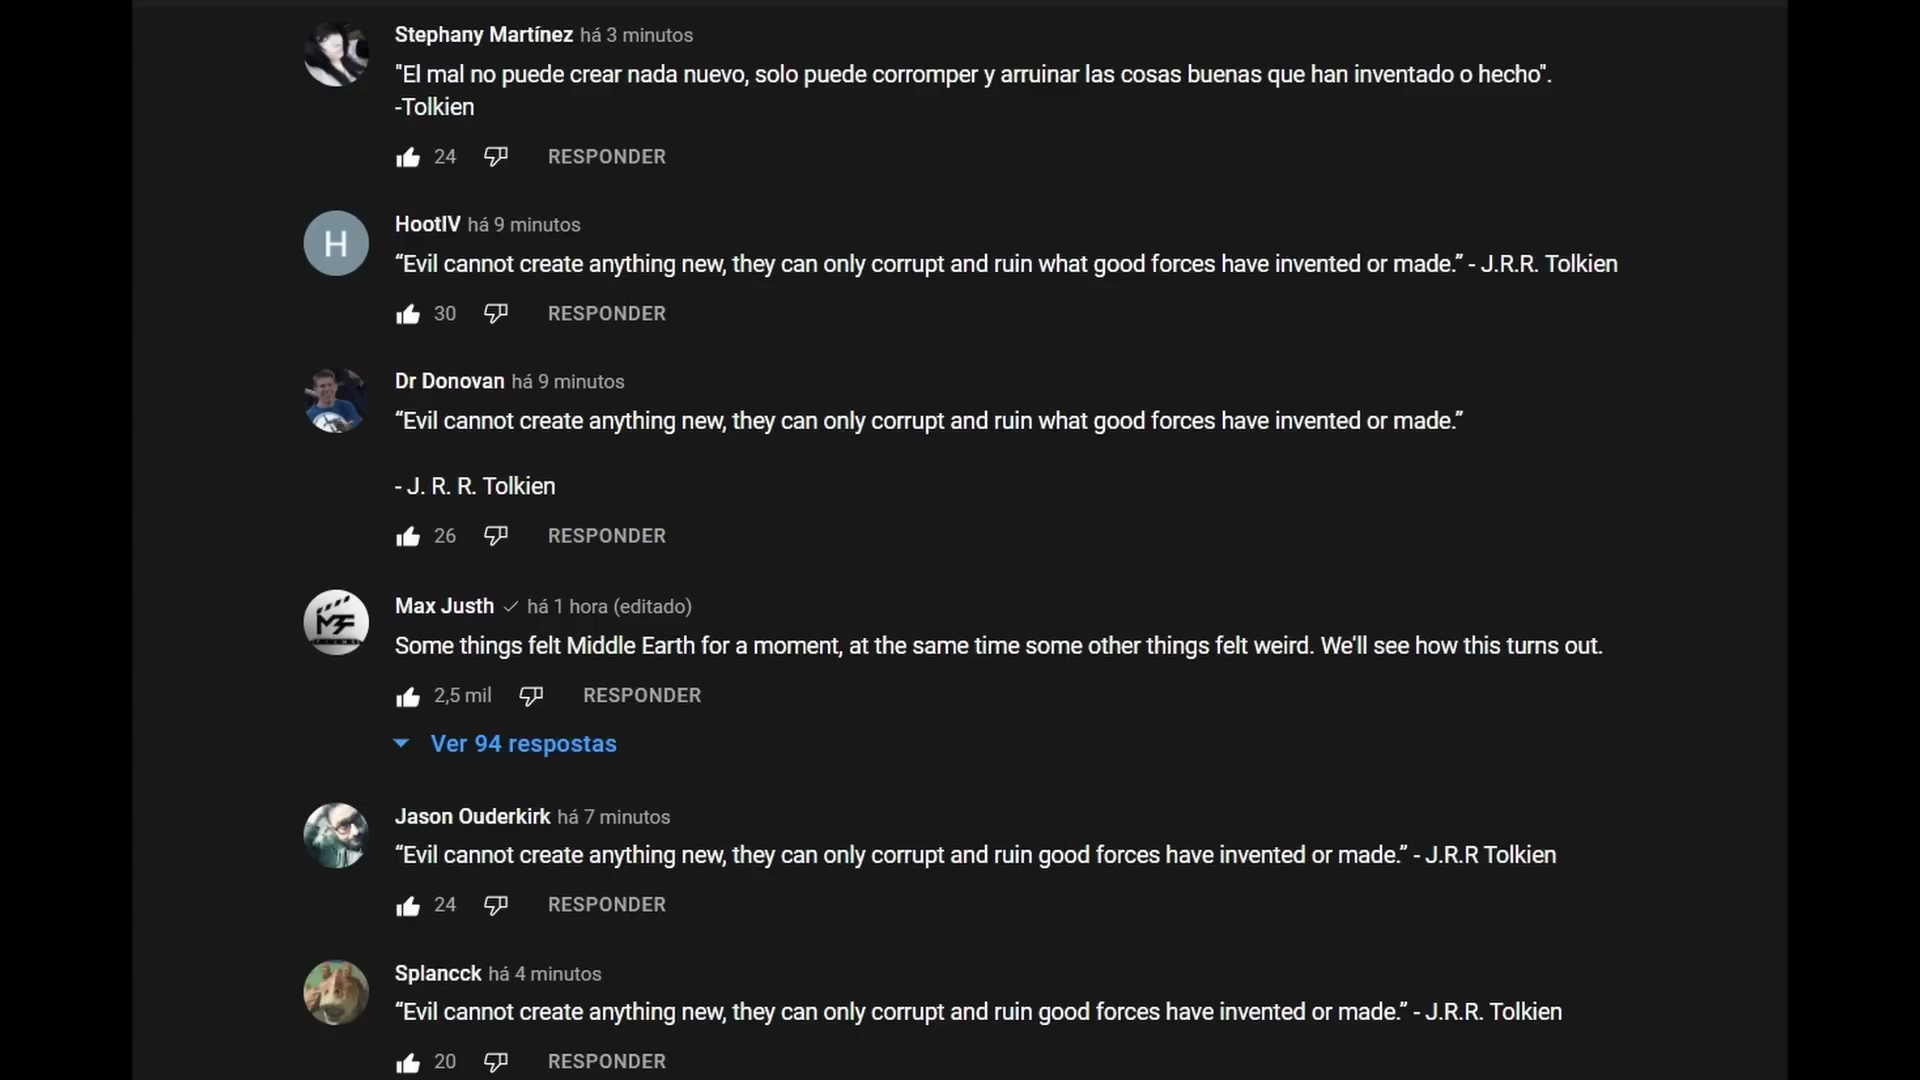 Stephany Martínez há 3 minutos
"El mal no puede crear nada nuevo, solo puede corromper y arruinar las cosas buenas que han inventado o hecho".
-Tolkien
24 RESPONDER
H
HootIV há 9 minutos
“Evil cannot create anything new, they can only corrupt and ruin what good forces have invented or made.” - J.R.R. Tolkien
30 RESPONDER
Dr Donovan há 9 minutos
“Evil cannot create anything new, they can only corrupt and ruin what good forces have invented or made.”
- J. R. R. Tolkien
26 RESPONDER
Max Justh há 1 hora (editado)
Some things felt Middle Earth for a moment, at the same time some other things felt weird. We'll see how this turns out.
2,5 mil RESPONDER
Ver 94 respostas
Jason Ouderkirk há 7 minutos
“Evil cannot create anything new, they can only corrupt and ruin good forces have invented or made.” - J.R.R Tolkien
24 RESPONDER
Splancck há 4 minutos
“Evil cannot create anything new, they can only corrupt and ruin good forces have invented or made.” - J.R.R. Tolkien
20 RESPONDER